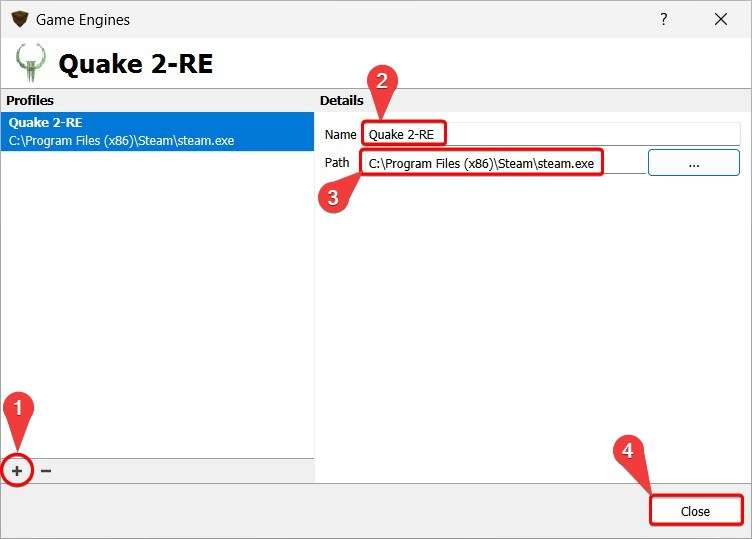 Game Engines
?
Quake 2-RE
Profiles
Quake 2-RE
C:\Program Files (x86)\Steam\steam.exe
Details
2
Name Quake 2-RE
Path C:\Program Files (x86)\Steam\steam.exe ...
3
1
+ −
4
Close